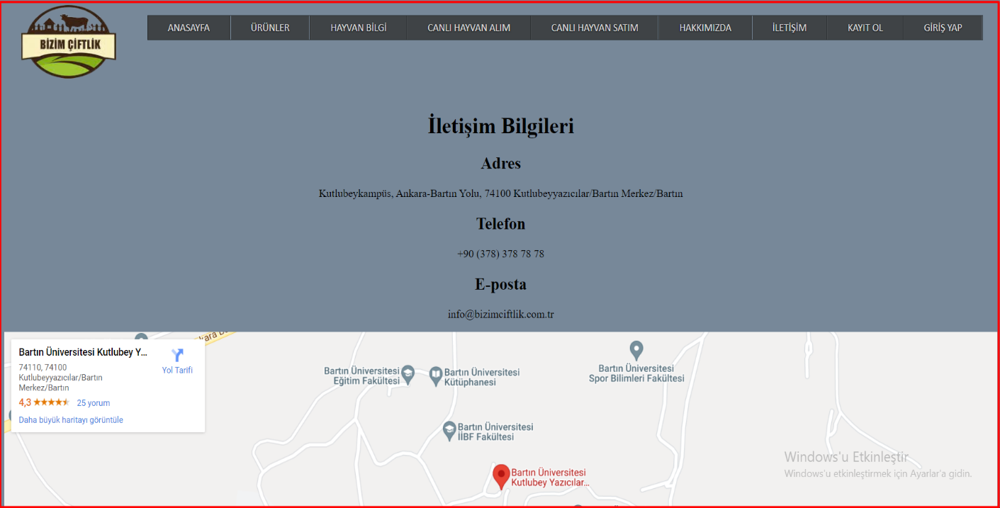 BİZİM ÇİFTLİK
ANASAYFA
ÜRÜNLER
HAYVAN BİLGİ
CANLI HAYVAN ALIM
CANLI HAYVAN SATIM
HAKKIMIZDA
İLETİŞİM
KAYIT OL
GİRİŞ YAP
İletişim Bilgileri
Adres
Kutlubeykampüs, Ankara-Bartın Yolu, 74100 Kutlubeyyazıcılar/Bartın Merkez/Bartın
Telefon
+90 (378) 378 78 78
E-posta
info@bizimciftlik.com.tr
Bartın Üniversitesi Kutlubey Y...
74110, 74100
Kutlubeyyazıcılar/Bartın
Merkez/Bartın
4,3
25 yorum
Daha büyük haritayı görüntüle
Yol Tarifi
Bartın Üniversitesi
Eğitim Fakültesi
Bartın Üniversitesi
Kütüphanesi
Bartın Üniversitesi
Spor Bilimleri Fakültesi
Bartın Üniversitesi
İİBF Fakültesi
Bartın Üniversitesi
Kutlubey Yazıcılar...
Windows'u Etkinleştir
Windows'u etkinleştirmek için Ayarlar'a gidin.